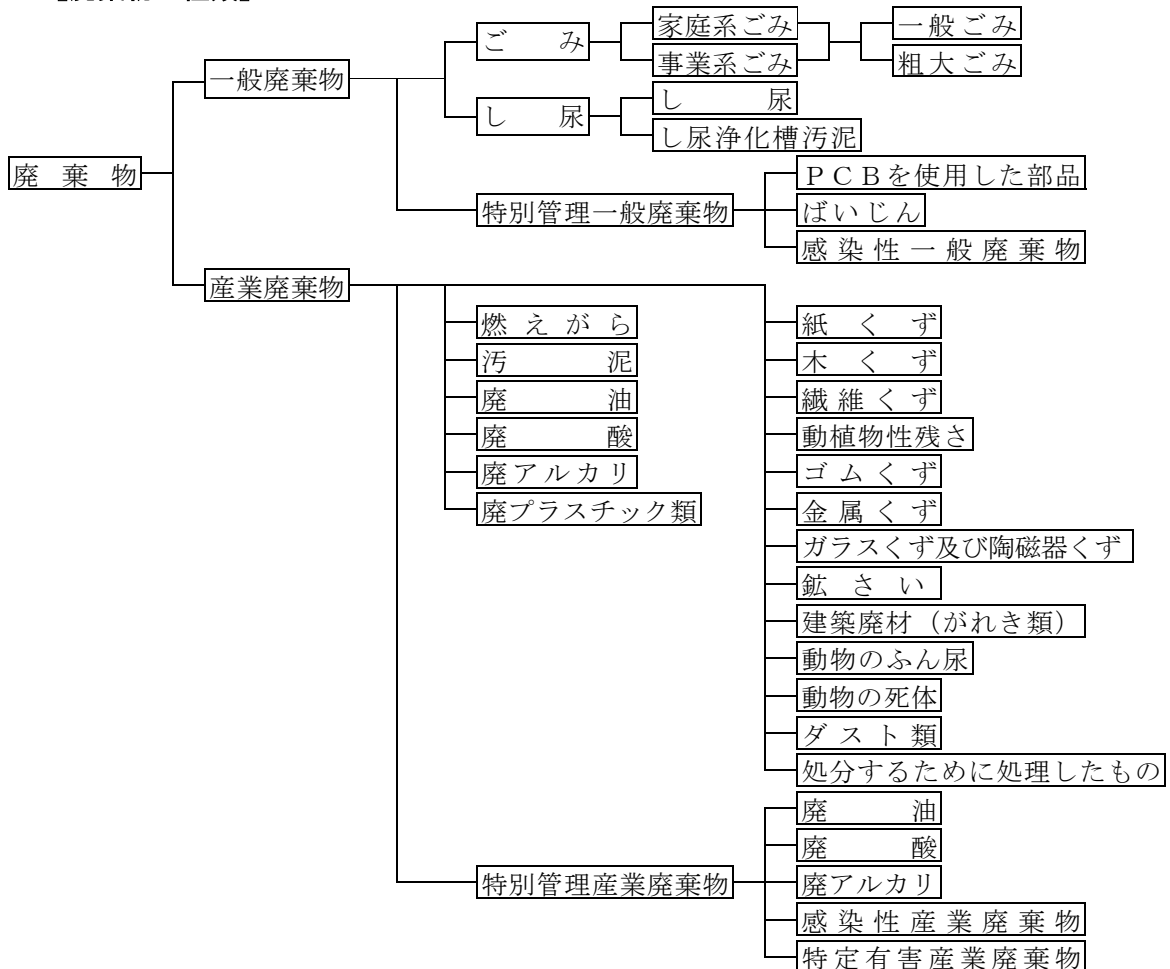 ごみ
家庭系ごみ
事業系ごみ
一般ごみ
粗大ごみ
一般廃棄物
し尿
し尿
し尿浄化槽汚泥
廃棄物
特別管理一般廃棄物
PCBを使用した部品
ばいじん
感染性一般廃棄物
産業廃棄物
燃えがら
汚泥
廃油
廃酸
廃アルカリ
廃プラスチック類
紙くず
木くず
繊維くず
動植物性残さ
ゴムくず
金属くず
ガラスくず及び陶磁器くず
鉱さい
建築廃材(がれき類)
動物のふん尿
動物の死体
ダスト類
処分するために処理したもの
特別管理産業廃棄物
廃油
廃酸
廃アルカリ
感染性産業廃棄物
特定有害産業廃棄物